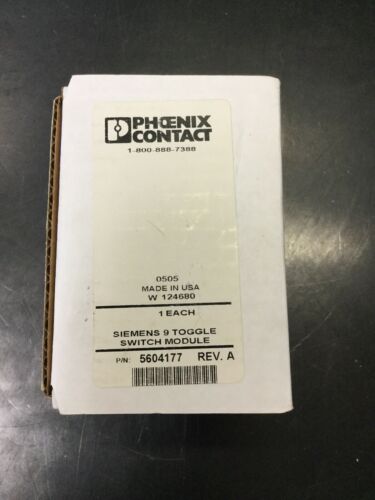 PHŒNIX
CONTACT
1-800-888-7388
0505
MADE IN USA
W 124680
1 EACH
SIEMENS 9 TOGGLE
SWITCH MODULE
P/N: 5604177 REV. A